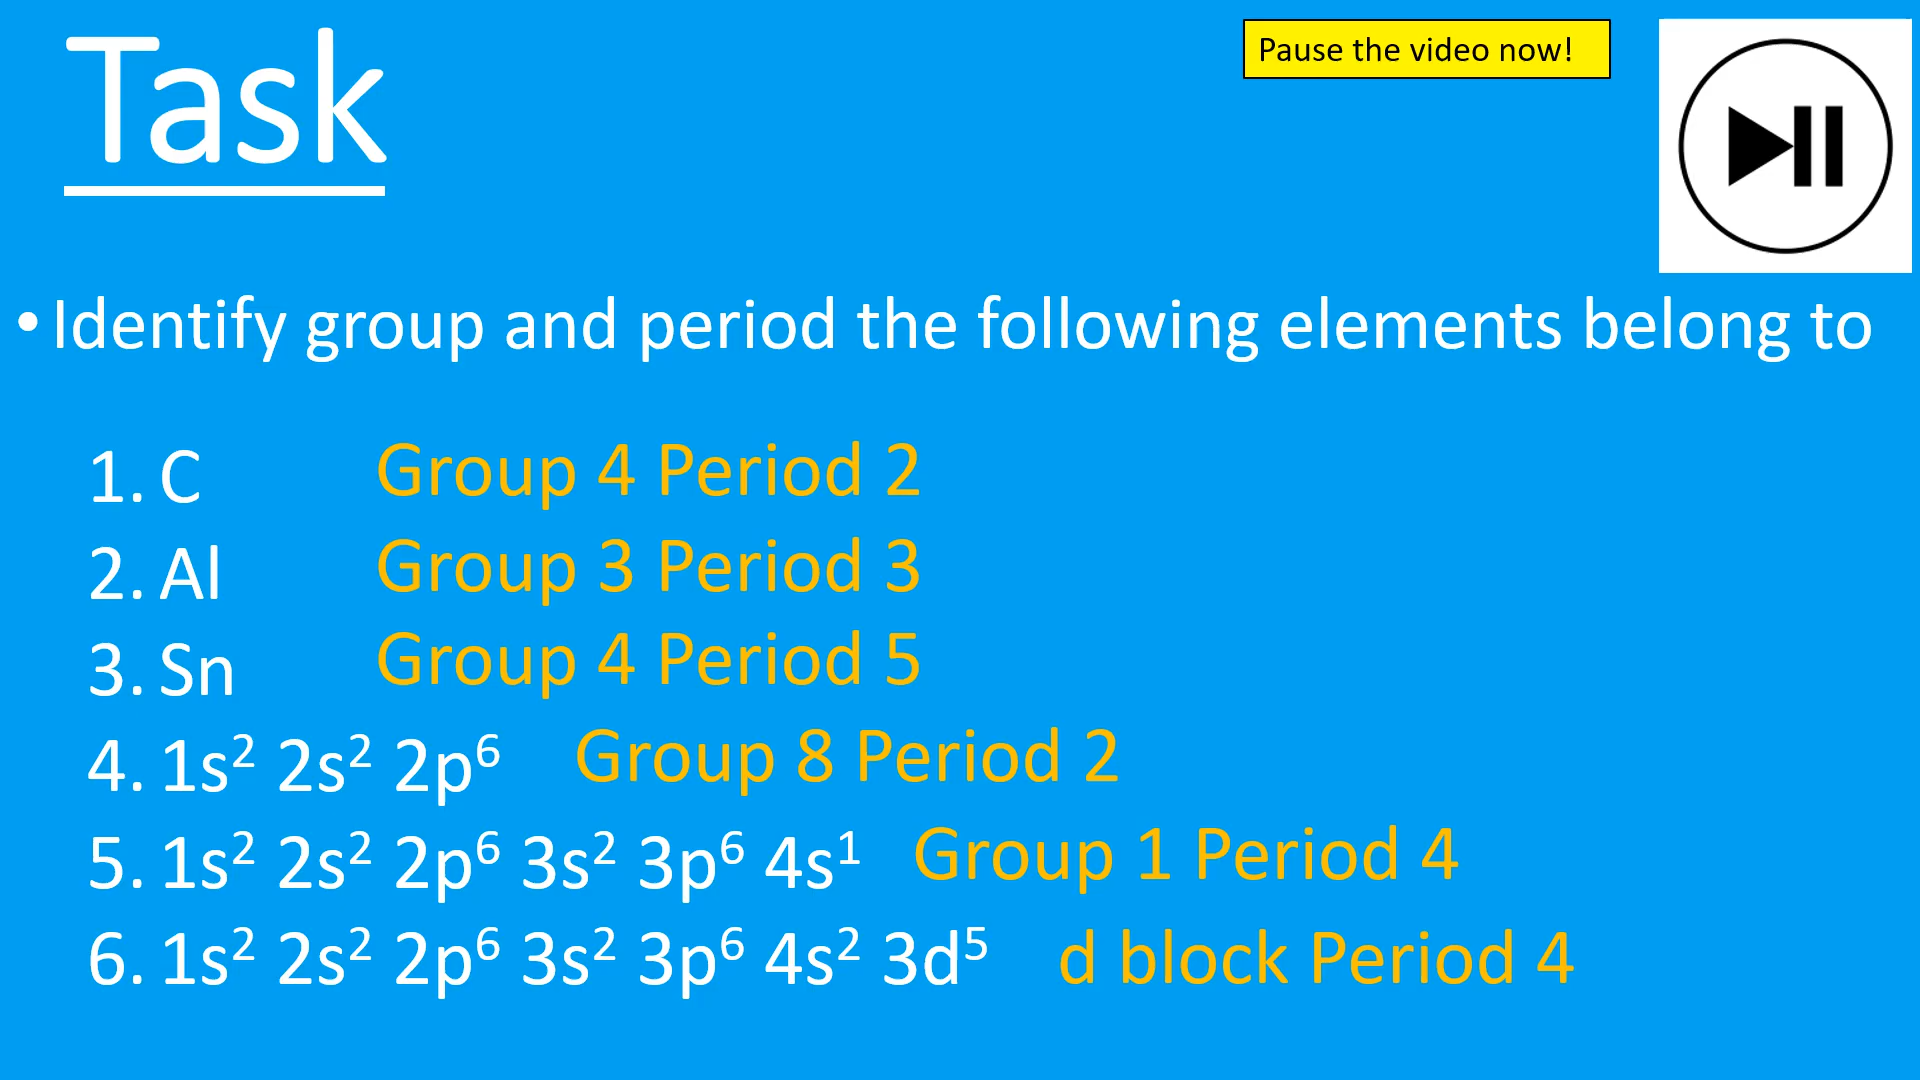 Task
Pause the video now!
• Identify group and period the following elements belong to
1. C Group 4 Period 2
2. Al Group 3 Period 3
3. Sn Group 4 Period 5
4. 1s² 2s² 2p⁶ Group 8 Period 2
5. 1s² 2s² 2p⁶ 3s² 3p⁶ 4s¹ Group 1 Period 4
6. 1s² 2s² 2p⁶ 3s² 3p⁶ 4s² 3d⁵ d block Period 4